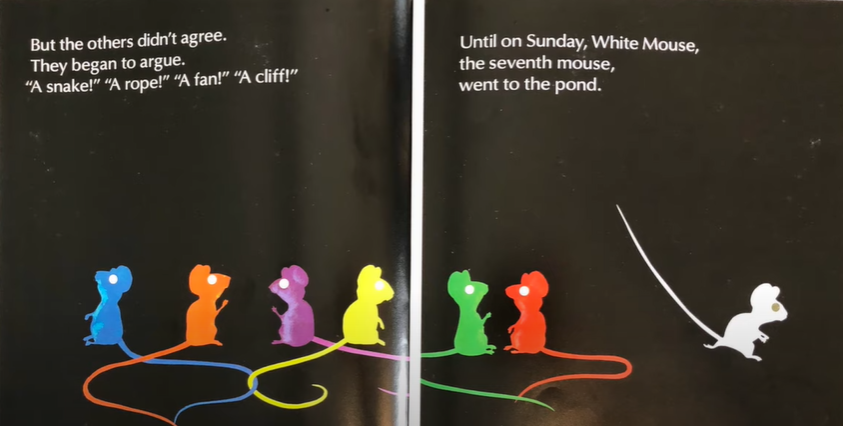 But the others didn't agree.
They began to argue.
“A snake!” “A rope!” “A fan!” “A cliff!”
Until on Sunday, White Mouse,
the seventh mouse,
went to the pond.